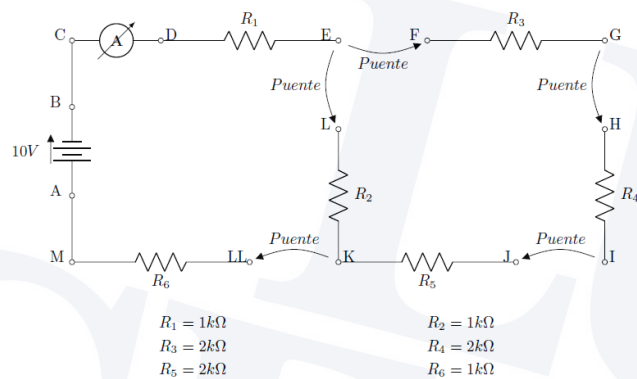 R₁ R₃
C A D E F G
Puente
Puente Puente
B L H
10V
R₂ R₄
A
Puente Puente
M LL K J I
R₆ R₅
R₁ = 1kΩ R₂ = 1kΩ
R₃ = 2kΩ R₄ = 2kΩ
R₅ = 2kΩ R₆ = 1kΩ